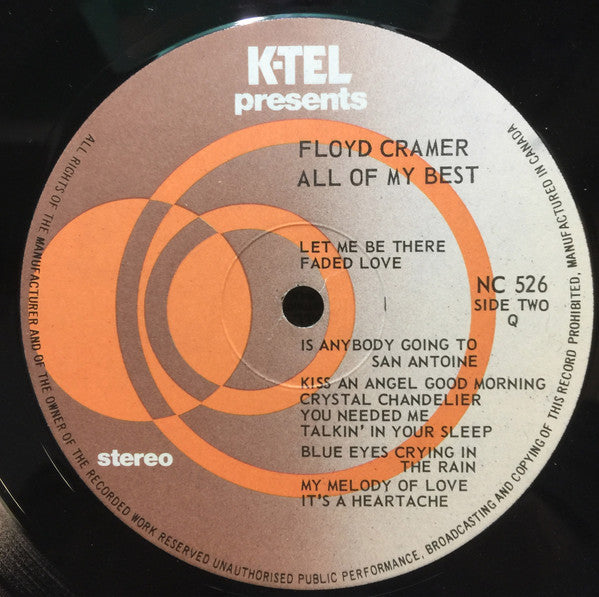 K-TEL
presents
FLOYD CRAMER
ALL OF MY BEST
LET ME BE THERE
FADED LOVE
NC 526
SIDE TWO
Q
IS ANYBODY GOING TO
SAN ANTOINE
KISS AN ANGEL GOOD MORNING
CRYSTAL CHANDELIER
YOU NEEDED ME
TALKIN' IN YOUR SLEEP
BLUE EYES CRYING IN
THE RAIN
MY MELODY OF LOVE
IT'S A HEARTACHE
stereo
ALL RIGHTS OF THE MANUFACTURER AND OF THE OWNER OF THE RECORDED WORK RESERVED UNAUTHORISED PUBLIC PERFORMANCE, BROADCASTING AND COPYING OF THIS RECORD PROHIBITED, MANUFACTURED IN CANADA